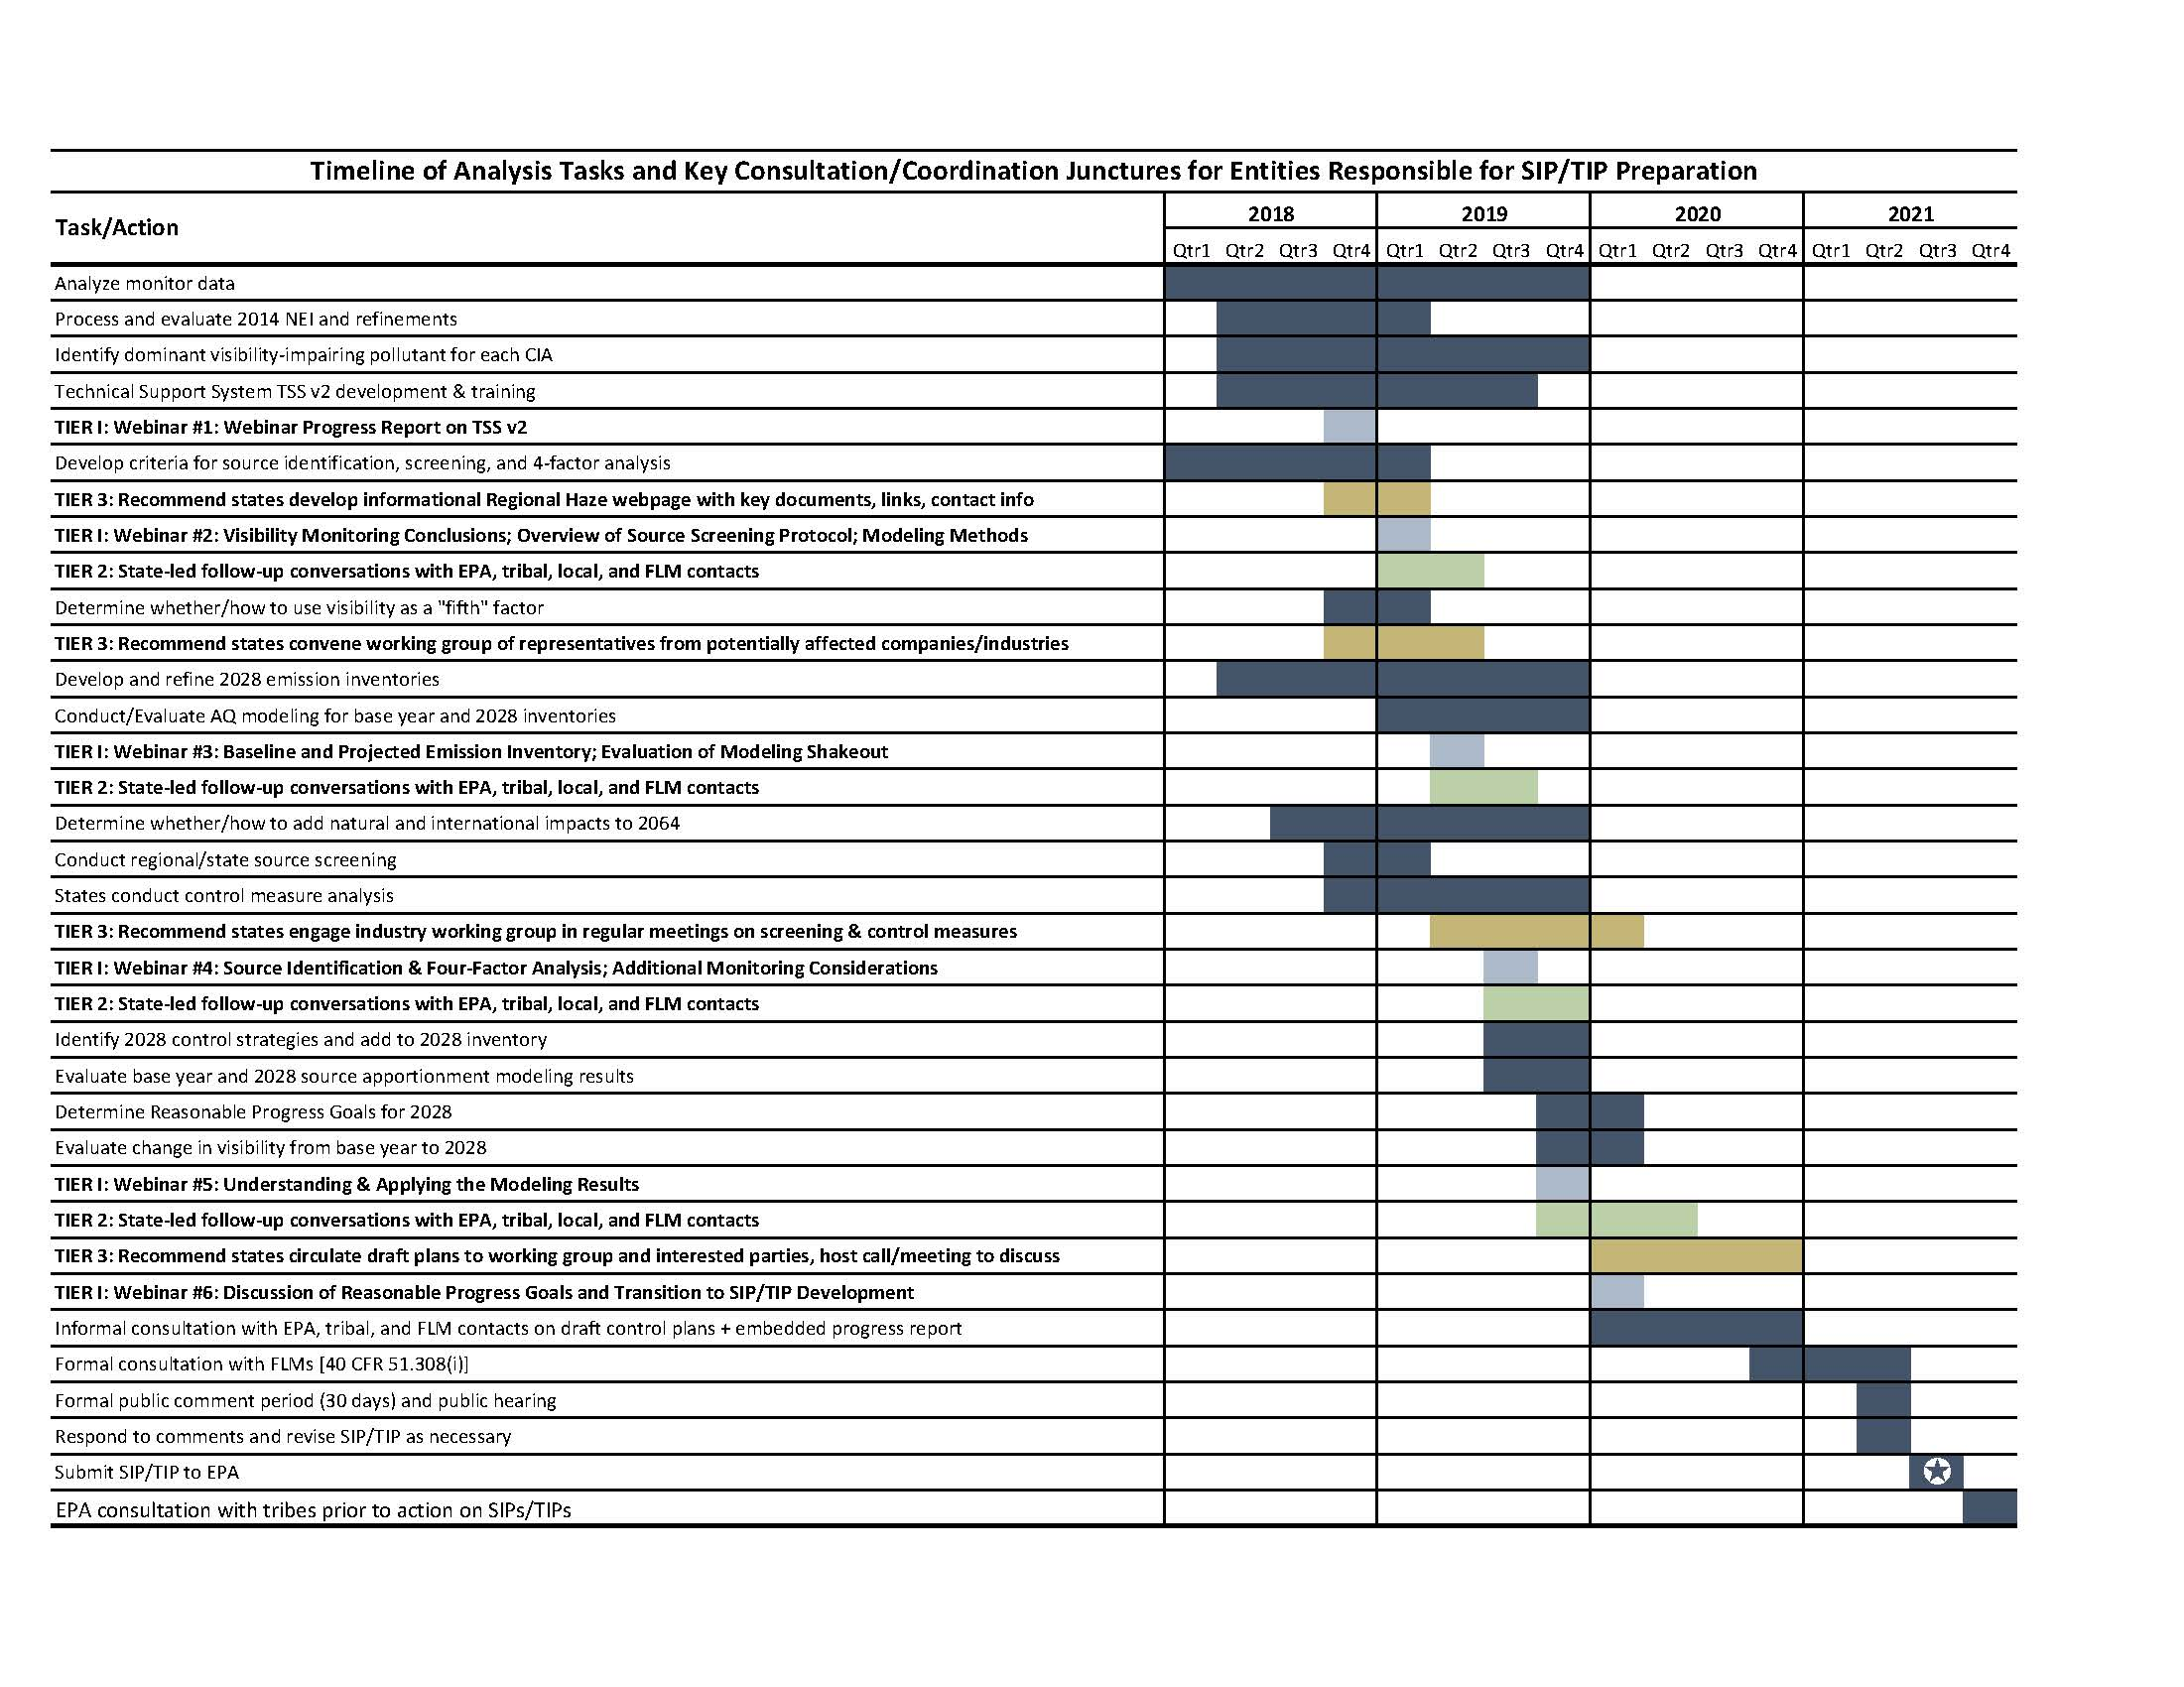 Timeline of Analysis Tasks and Key Consultation/Coordination Junctures for Entities Responsible for SIP/TIP Preparation
Task/Action
2018 2019 2020 2021
Qtr1 Qtr2 Qtr3 Qtr4 Qtr1 Qtr2 Qtr3 Qtr4 Qtr1 Qtr2 Qtr3 Qtr4 Qtr1 Qtr2 Qtr3 Qtr4
Analyze monitor data
Process and evaluate 2014 NEI and refinements
Identify dominant visibility-impairing pollutant for each CIA
Technical Support System TSS v2 development & training
TIER I: Webinar #1: Webinar Progress Report on TSS v2
Develop criteria for source identification, screening, and 4-factor analysis
TIER 3: Recommend states develop informational Regional Haze webpage with key documents, links, contact info
TIER I: Webinar #2: Visibility Monitoring Conclusions; Overview of Source Screening Protocol; Modeling Methods
TIER 2: State-led follow-up conversations with EPA, tribal, local, and FLM contacts
Determine whether/how to use visibility as a "fifth" factor
TIER 3: Recommend states convene working group of representatives from potentially affected companies/industries
Develop and refine 2028 emission inventories
Conduct/Evaluate AQ modeling for base year and 2028 inventories
TIER I: Webinar #3: Baseline and Projected Emission Inventory; Evaluation of Modeling Shakeout
TIER 2: State-led follow-up conversations with EPA, tribal, local, and FLM contacts
Determine whether/how to add natural and international impacts to 2064
Conduct regional/state source screening
States conduct control measure analysis
TIER 3: Recommend states engage industry working group in regular meetings on screening & control measures
TIER I: Webinar #4: Source Identification & Four-Factor Analysis; Additional Monitoring Considerations
TIER 2: State-led follow-up conversations with EPA, tribal, local, and FLM contacts
Identify 2028 control strategies and add to 2028 inventory
Evaluate base year and 2028 source apportionment modeling results
Determine Reasonable Progress Goals for 2028
Evaluate change in visibility from base year to 2028
TIER I: Webinar #5: Understanding & Applying the Modeling Results
TIER 2: State-led follow-up conversations with EPA, tribal, local, and FLM contacts
TIER 3: Recommend states circulate draft plans to working group and interested parties, host call/meeting to discuss
TIER I: Webinar #6: Discussion of Reasonable Progress Goals and Transition to SIP/TIP Development
Informal consultation with EPA, tribal, and FLM contacts on draft control plans + embedded progress report
Formal consultation with FLMs [40 CFR 51.308(i)]
Formal public comment period (30 days) and public hearing
Respond to comments and revise SIP/TIP as necessary
Submit SIP/TIP to EPA
EPA consultation with tribes prior to action on SIPs/TIPs